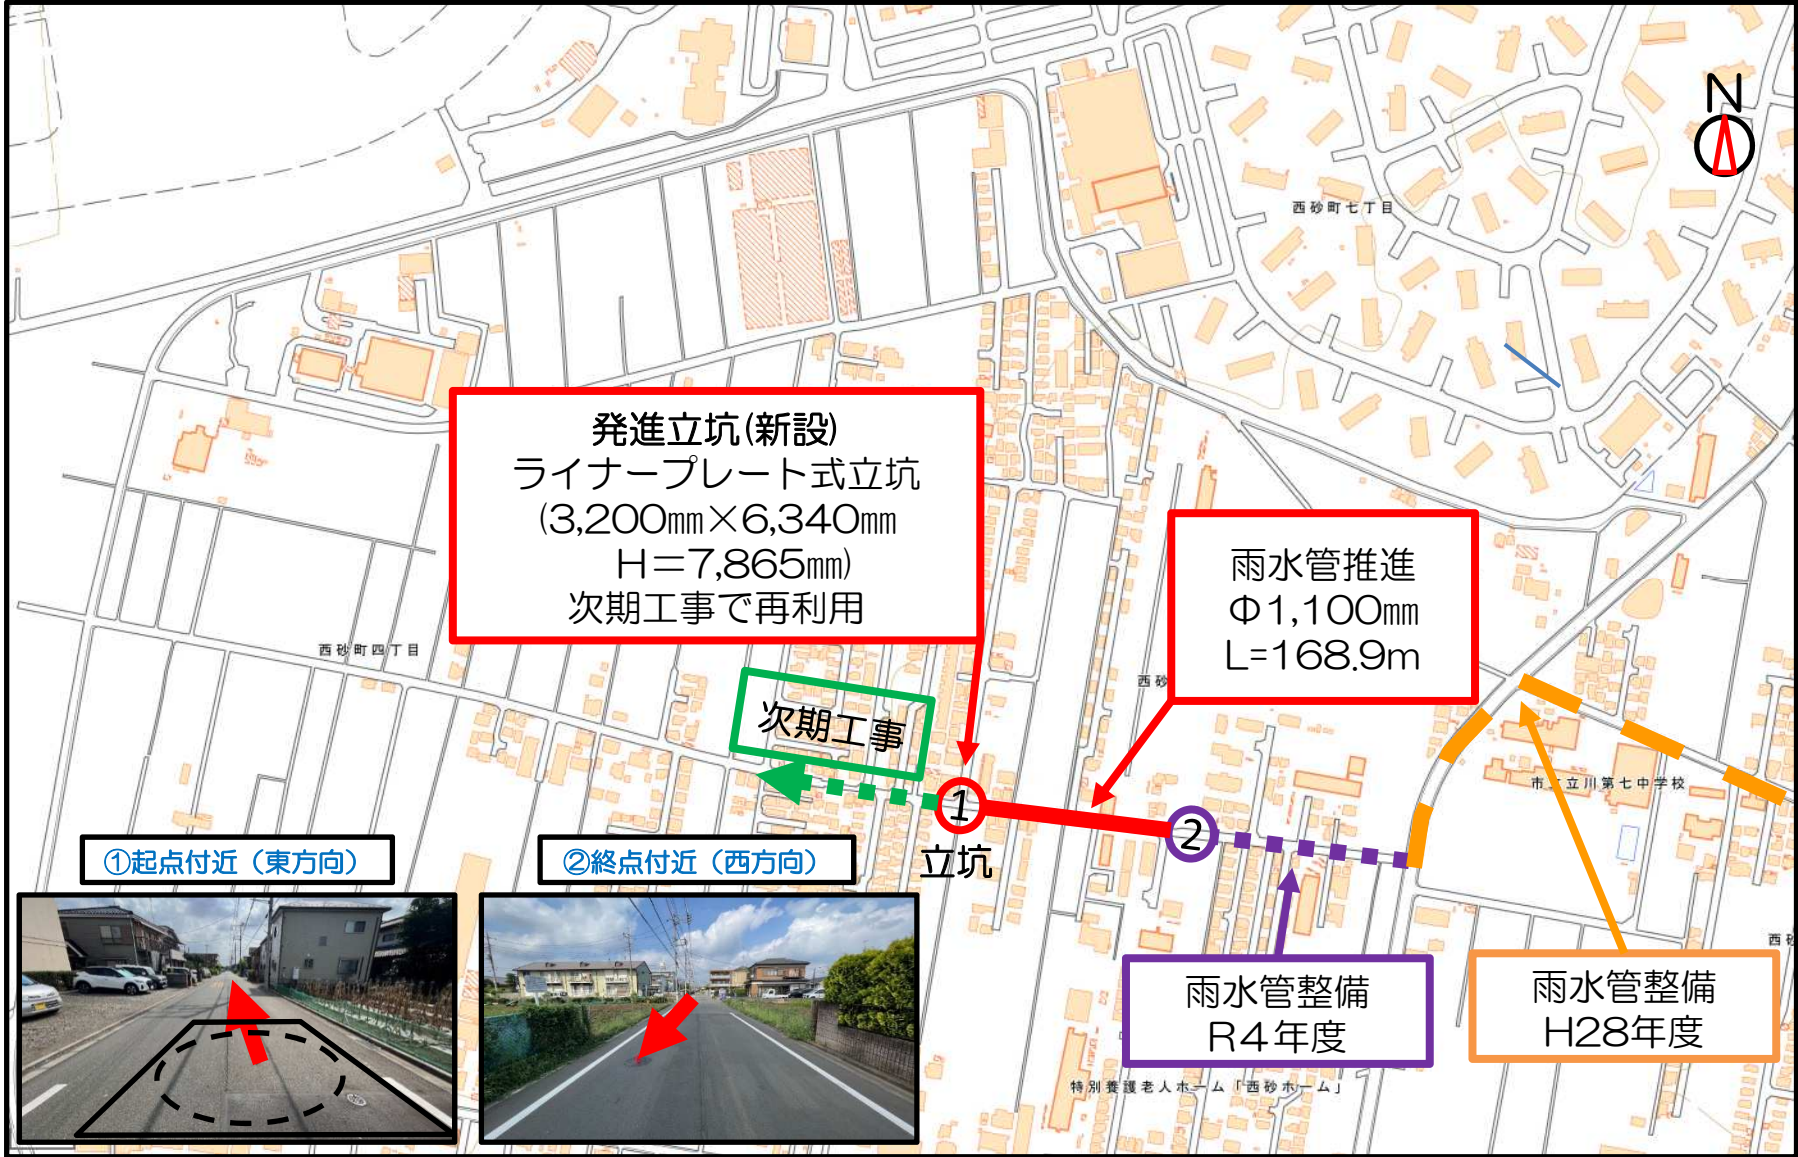 N
西砂町七丁目
発進立坑(新設)
ライナープレート式立坑
(3,200㎜×6,340㎜
H=7,865㎜)
次期工事で再利用
雨水管推進
Φ1,100㎜
L=168.9m
西砂町四丁目
西砂
次期工事
市立立川第七中学校
1
立坑
2
①起点付近（東方向）
②終点付近（西方向）
西砂
雨水管整備
R4年度
雨水管整備
H28年度
特別養護老人ホーム「西砂ホーム」